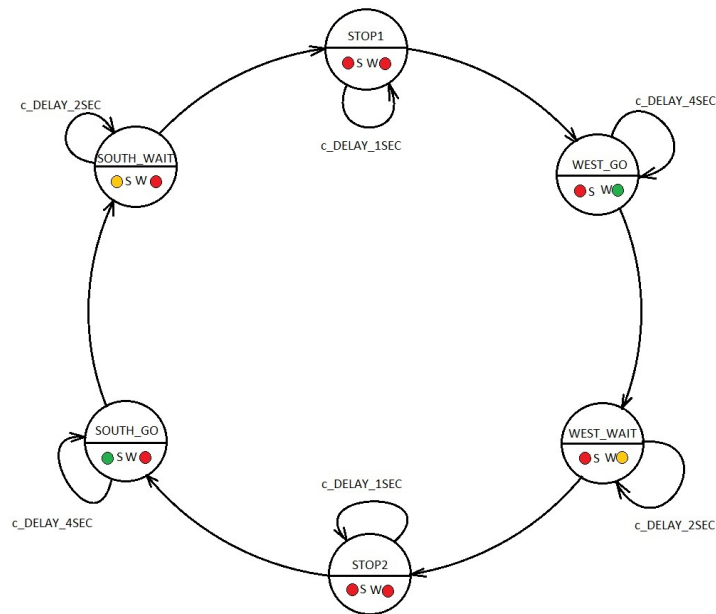 STOP1
S W
c_DELAY_1SEC
c_DELAY_2SEC
SOUTH_WAIT
S W
c_DELAY_4SEC
WEST_GO
S W
SOUTH_GO
S W
c_DELAY_4SEC
WEST_WAIT
S W
c_DELAY_2SEC
c_DELAY_1SEC
STOP2
S W